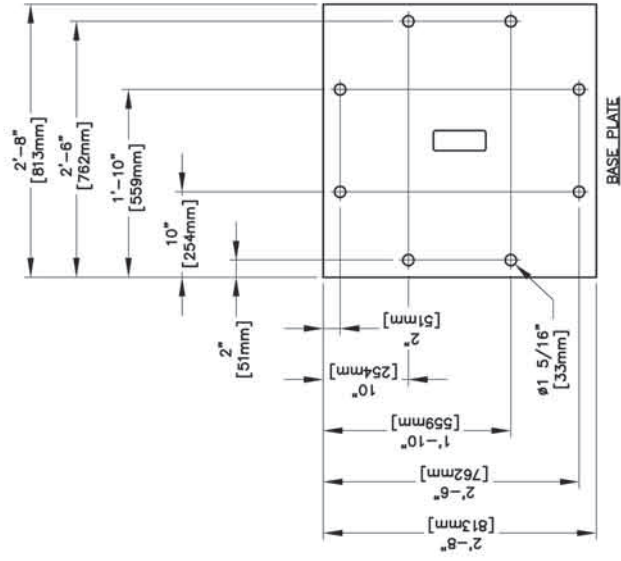 2'-8"
[813mm]
2'-6"
[762mm]
1'-10"
[559mm]
10"
[254mm]
2"
[51mm]
2"
[51mm]
10"
[254mm]
1'-10"
[559mm]
2'-6"
[762mm]
2'-8"
[813mm]
ø1 5/16"
[33mm]
BASE PLATE